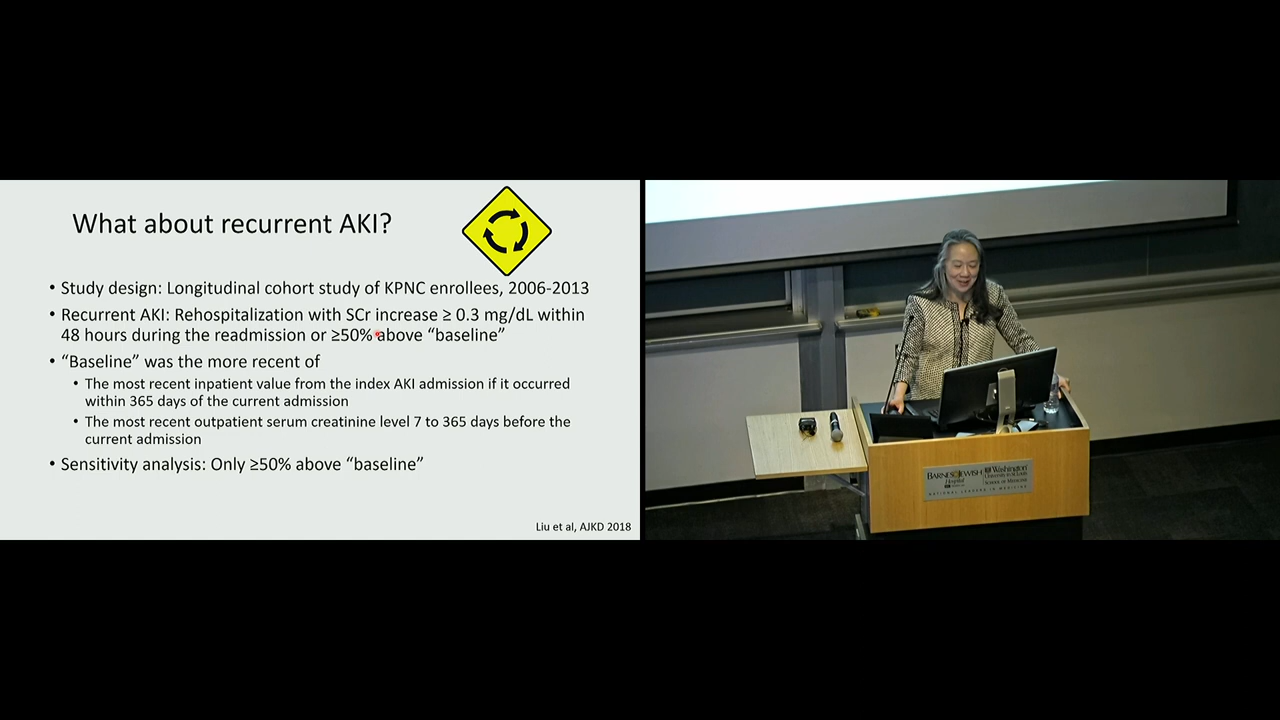 What about recurrent AKI?
• Study design: Longitudinal cohort study of KPNC enrollees, 2006-2013
• Recurrent AKI: Rehospitalization with SCr increase ≥ 0.3 mg/dL within
48 hours during the readmission or ≥50% above “baseline”
• “Baseline” was the more recent of
• The most recent inpatient value from the index AKI admission if it occurred
within 365 days of the current admission
• The most recent outpatient serum creatinine level 7 to 365 days before the
current admission
• Sensitivity analysis: Only ≥50% above “baseline”
Liu et al, AJKD 2018
BARNES JEWISH
Hospital
Washington
University in St. Louis
SCHOOL OF MEDICINE
NATIONAL LEADERS IN MEDICINE